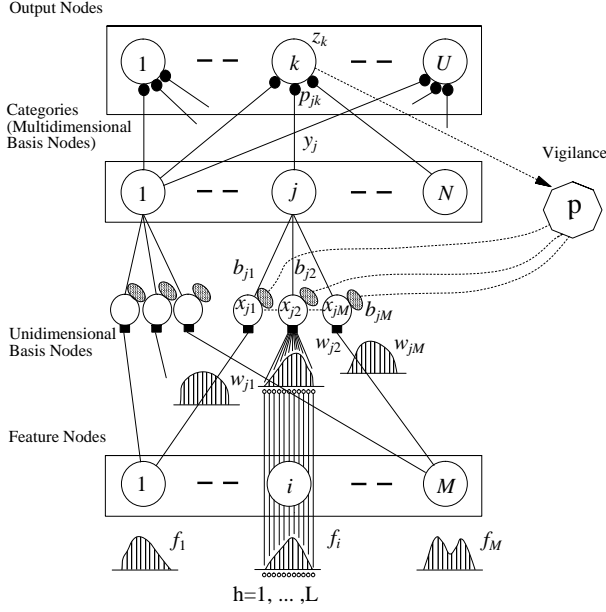 Output Nodes
z_k
1 – – k – – U
p_jk
Categories
(Multidimensional
Basis Nodes)
y_j
Vigilance
1 – – j – – N
p
b_j1
b_j2
x_j1 x_j2 x_jM
b_jM
Unidimensional
Basis Nodes
w_j2
w_jM
w_j1
Feature Nodes
1 – – i – – M
f_1
f_i
f_M
h=1, ... ,L